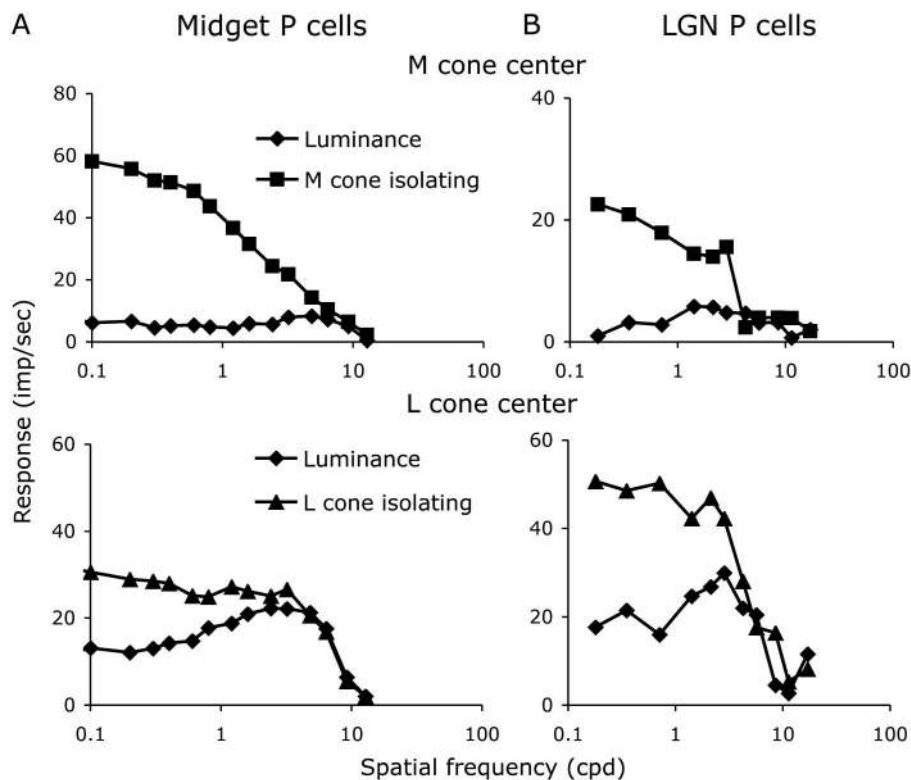 A Midget P cells B LGN P cells
M cone center
80
60
40
20
0
0.1 1 10 100
Luminance
M cone isolating
40
20
0
0.1 1 10 100
L cone center
60
40
20
0
0.1 1 10 100
Luminance
L cone isolating
60
40
20
0
0.1 1 10 100
Response (imp/sec)
Spatial frequency (cpd)